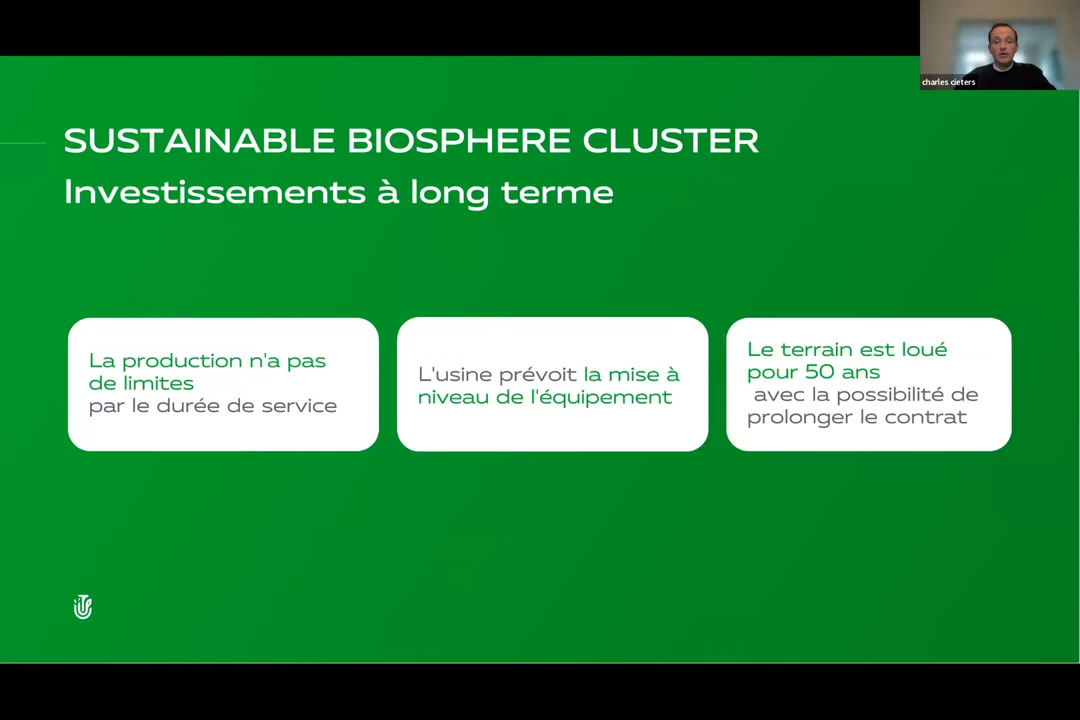 charles cieters
SUSTAINABLE BIOSPHERE CLUSTER
Investissements à long terme
La production n'a pas
de limites
par le durée de service
L'usine prévoit la mise à
niveau de l'équipement
Le terrain est loué
pour 50 ans
avec la possibilité de
prolonger le contrat